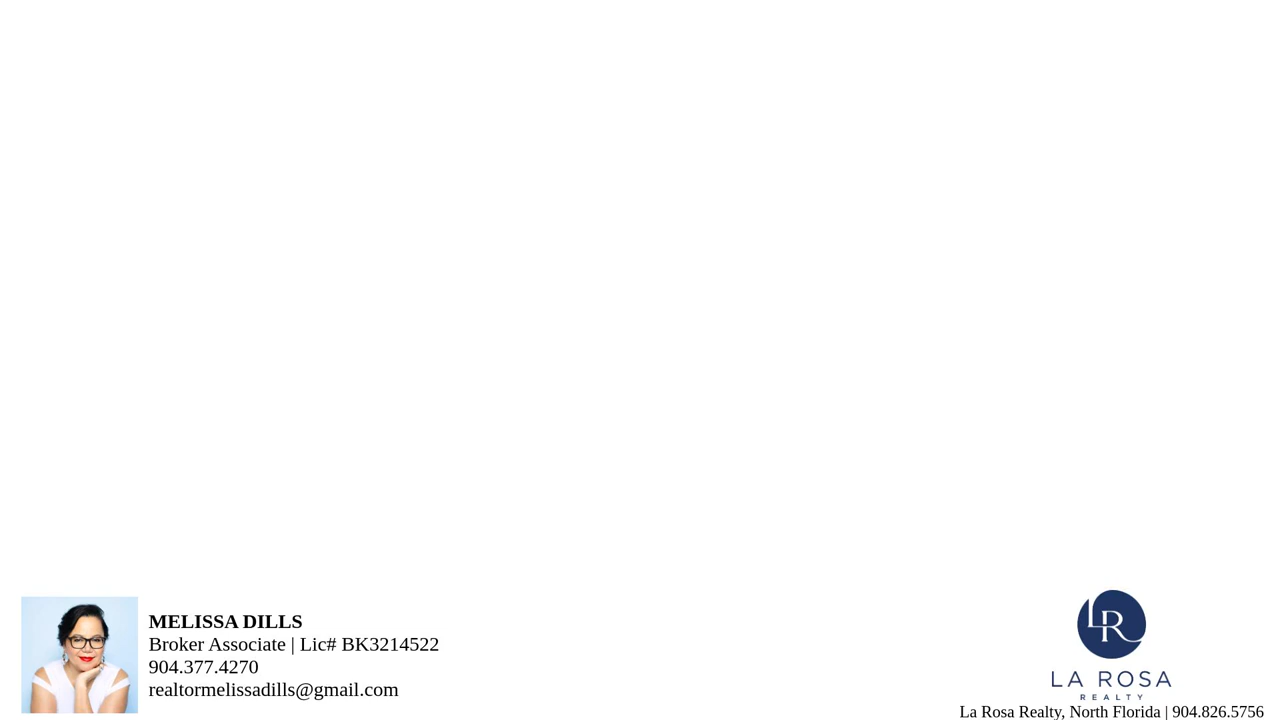 MELISSA DILLS
Broker Associate | Lic# BK3214522
904.377.4270
realtormelissadills@gmail.com
LR
LA ROSA
REALTY
La Rosa Realty, North Florida | 904.826.5756